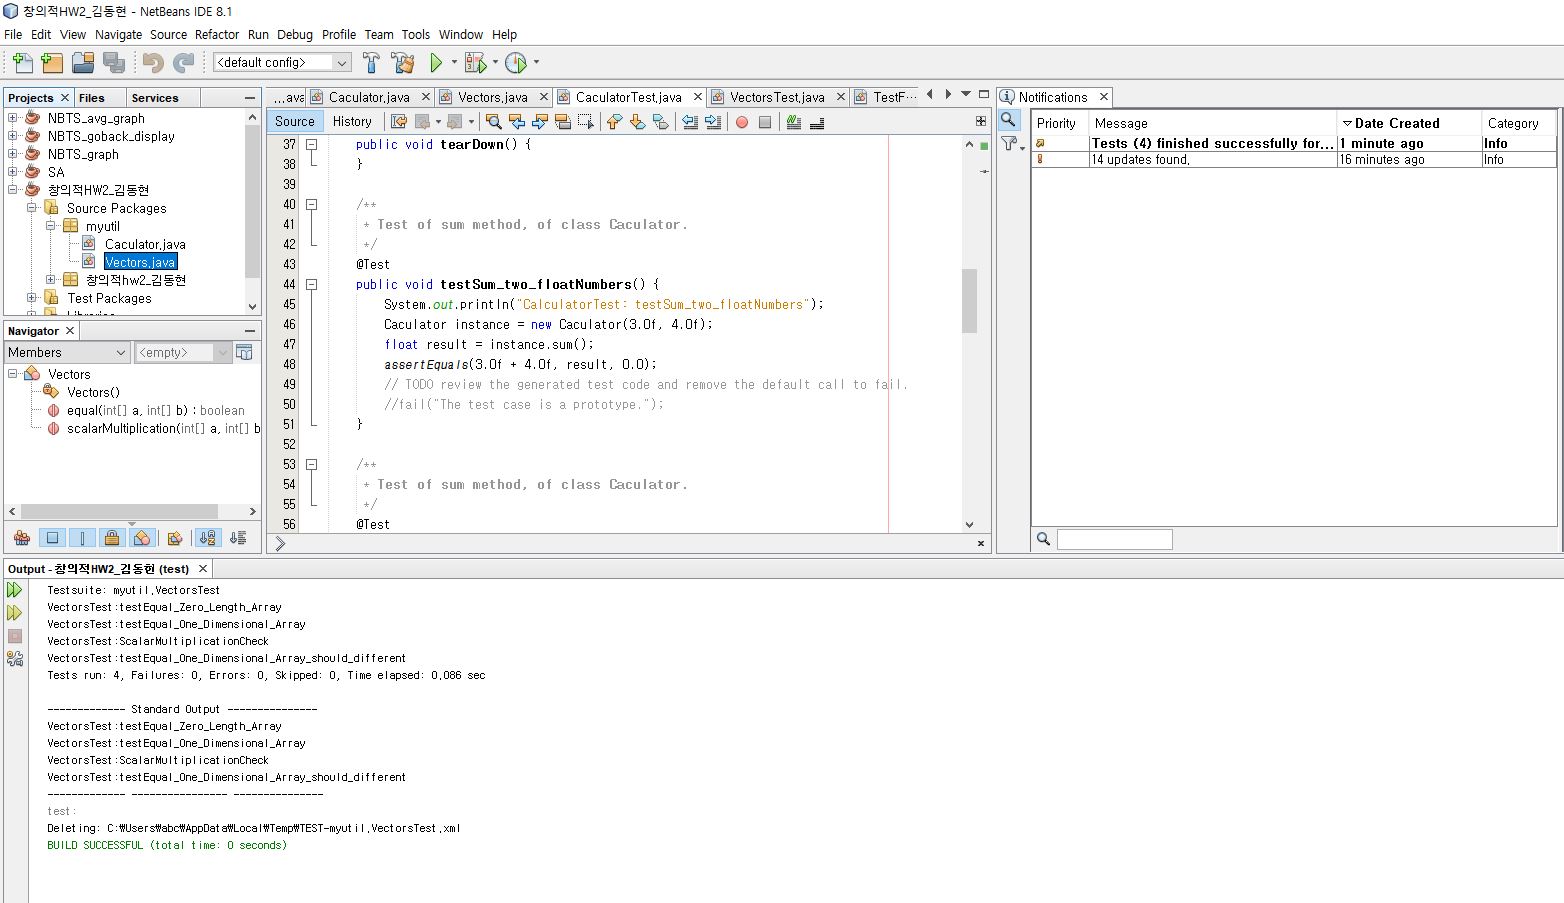 창의적HW2_김동현 - NetBeans IDE 8.1
File Edit View Navigate Source Refactor Run Debug Profile Team Tools Window Help
<default config>
Projects Files Services
NBTS_avg_graph
NBTS_goback_display
NBTS_graph
SA
창의적HW2_김동현
Source Packages
myutil
Caculator.java
Vectors.java
창의적hw2_김동현
Test Packages
Navigator
Members <empty>
Vectors
Vectors()
equal(int[] a, int[] b) : boolean
scalarMultiplication(int[] a, int[] b
...ava Caculator.java Vectors.java CaculatorTest.java VectorsTest.java TestF...
Source History
37 public void tearDown() {
38 }
39
40 /**
41 * Test of sum method, of class Caculator.
42 */
43 @Test
44 public void testSum_two_floatNumbers() {
45 System.out.println("CalculatorTest: testSum_two_floatNumbers");
46 Caculator instance = new Caculator(3.0f, 4.0f);
47 float result = instance.sum();
48 assertEquals(3.0f + 4.0f, result, 0.0);
49 // TODO review the generated test code and remove the default call to fail.
50 //fail("The test case is a prototype.");
51 }
52
53 /**
54 * Test of sum method, of class Caculator.
55 */
56 @Test
Notifications
Priority Message Date Created Category
Tests (4) finished successfully for... 1 minute ago Info
14 updates found. 16 minutes ago Info
Output - 창의적HW2_김동현 (test)
Testsuite: myutil.VectorsTest
VectorsTest:testEqual_Zero_Length_Array
VectorsTest:testEqual_One_Dimensional_Array
VectorsTest:ScalarMultiplicationCheck
VectorsTest:testEqual_One_Dimensional_Array_should_different
Tests run: 4, Failures: 0, Errors: 0, Skipped: 0, Time elapsed: 0.086 sec
------------- Standard Output ---------------
VectorsTest:testEqual_Zero_Length_Array
VectorsTest:testEqual_One_Dimensional_Array
VectorsTest:ScalarMultiplicationCheck
VectorsTest:testEqual_One_Dimensional_Array_should_different
------------- ---------------- ---------------
test:
Deleting: C:₩Users₩abc₩AppData₩Local₩Temp₩TEST-myutil.VectorsTest.xml
BUILD SUCCESSFUL (total time: 0 seconds)